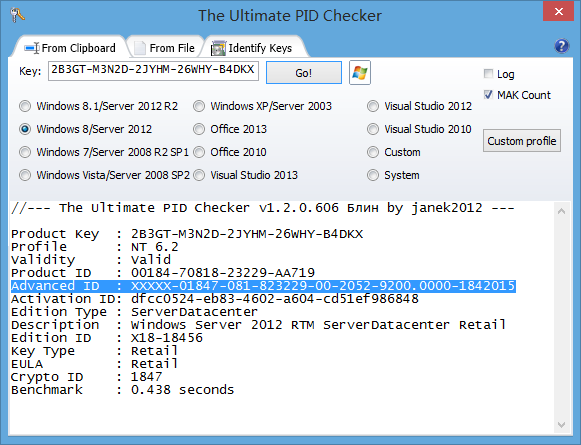 The Ultimate PID Checker
From Clipboard From File Identify Keys
Key: 2B3GT-M3N2D-2JYHM-26WHY-B4DKX Go! Log
MAK Count
Windows 8.1/Server 2012 R2 Windows XP/Server 2003 Visual Studio 2012
Windows 8/Server 2012 Office 2013 Visual Studio 2010 Custom profile
Windows 7/Server 2008 R2 SP1 Office 2010 Custom
Windows Vista/Server 2008 SP2 Visual Studio 2013 System
//--- The Ultimate PID Checker v1.2.0.606 Блин by janek2012 ---
Product Key : 2B3GT-M3N2D-2JYHM-26WHY-B4DKX
Profile : NT 6.2
Validity : Valid
Product ID : 00184-70818-23229-AA719
Advanced ID : XXXXX-01847-081-823229-00-2052-9200.0000-1842015
Activation ID: dfcc0524-eb83-4602-a604-cd51ef986848
Edition Type : ServerDatacenter
Description : Windows Server 2012 RTM ServerDatacenter Retail
Edition ID : X18-18456
Key Type : Retail
EULA : Retail
Crypto ID : 1847
Benchmark : 0.438 seconds